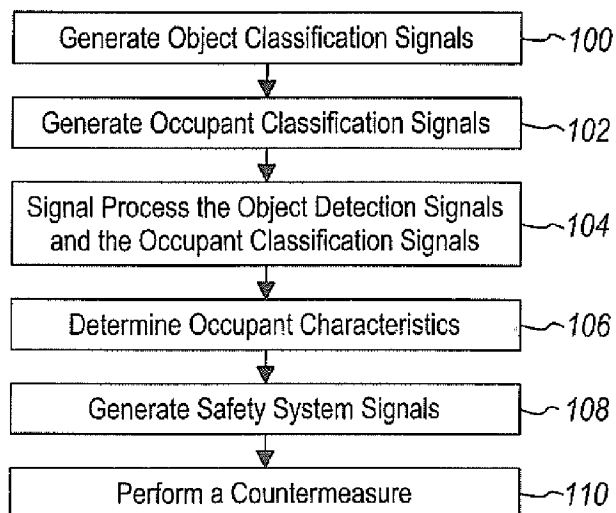 Generate Object Classification Signals 100
Generate Occupant Classification Signals 102
Signal Process the Object Detection Signals
and the Occupant Classification Signals 104
Determine Occupant Characteristics 106
Generate Safety System Signals 108
Perform a Countermeasure 110